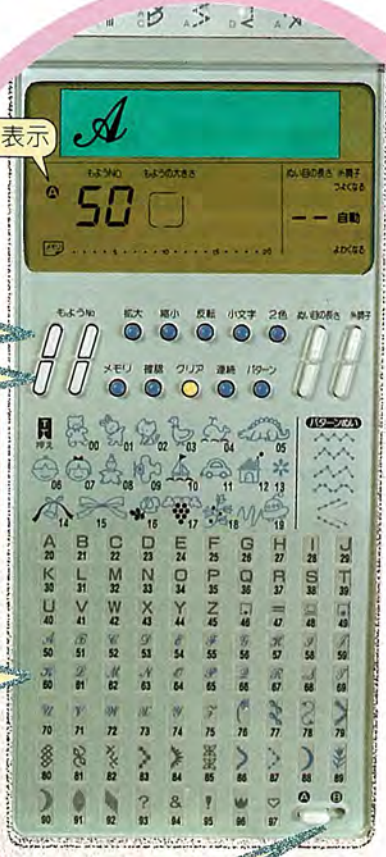 表示
A
もようNo. もようの大きさ ぬい目の長さ 糸調子
つよくなる
A 50 -- 自動
メモリ 5 10 15 20 よわくなる
もようNo 拡大 縮小 反転 小文字 2色 ぬい目の長さ 糸調子
メモリ 確認 クリア 連続 パターン
押え 00 01 02 03 04 05 パターンぬい
06 07 08 09 10 11 12 13
14 15 16 17 18 19
A B C D E F G H I J
20 21 22 23 24 25 26 27 28 29
K L M N O P Q R S T
30 31 32 33 34 35 36 37 38 39
U V W X Y Z
40 41 42 43 44 45 46 47 48 49
A B C D E F G H I J
50 51 52 53 54 55 56 57 58 59
K L M N O P Q R S T
60 61 62 63 64 65 66 67 68 69
U V W X Y Z
70 71 72 73 74 75 76 77 78 79
80 81 82 83 84 85 86 87 88 89
? & !
90 91 92 93 94 95 96 97
A B